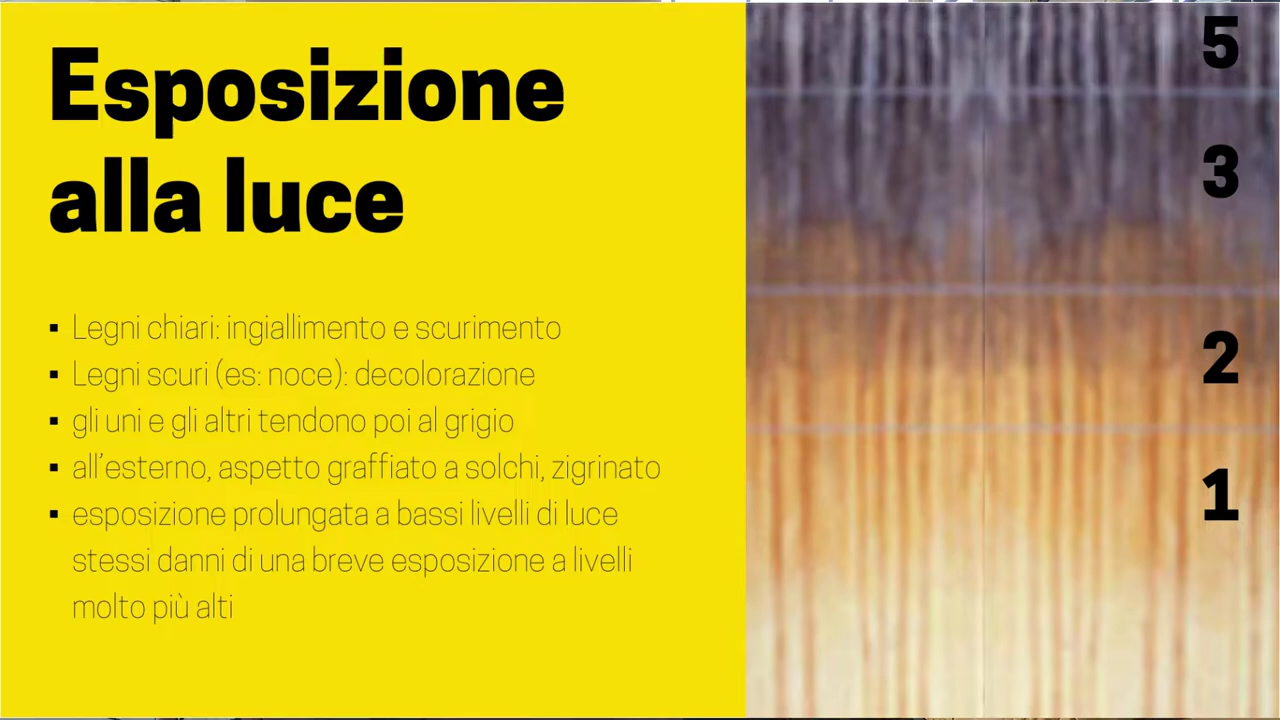 Esposizione
alla luce
▪ Legni chiari: ingiallimento e scurimento
▪ Legni scuri (es: noce): decolorazione
▪ gli uni e gli altri tendono poi al grigio
▪ all’esterno, aspetto graffiato a solchi, zigrinato
▪ esposizione prolungata a bassi livelli di luce
stessi danni di una breve esposizione a livelli
molto più alti
5
3
2
1